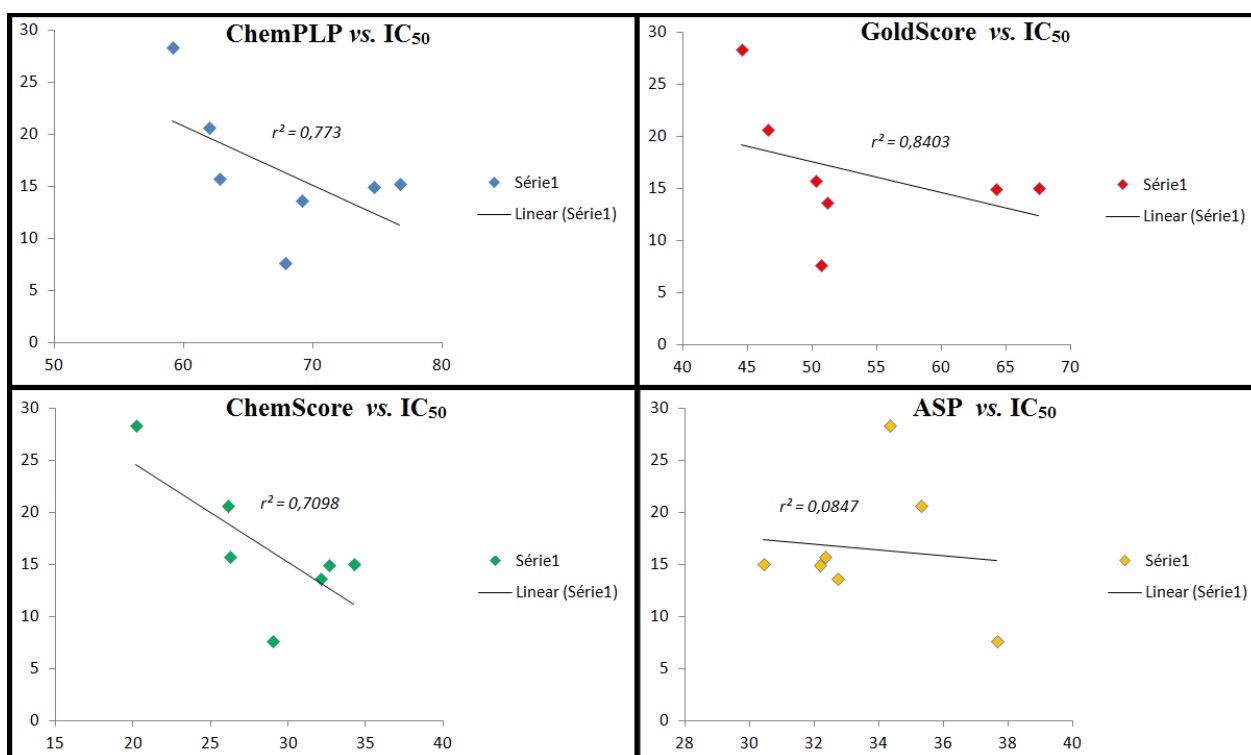 ChemPLP vs. IC₅₀
30
25
20
15
10
5
0
50 60 70 80
r² = 0,773
Série1
Linear (Série1)
GoldScore vs. IC₅₀
30
25
20
15
10
5
0
40 45 50 55 60 65 70
r² = 0,8403
Série1
Linear (Série1)
ChemScore vs. IC₅₀
30
25
20
15
10
5
0
15 20 25 30 35 40
r² = 0,7098
Série1
Linear (Série1)
ASP vs. IC₅₀
30
25
20
15
10
5
0
28 30 32 34 36 38 40
r² = 0,0847
Série1
Linear (Série1)